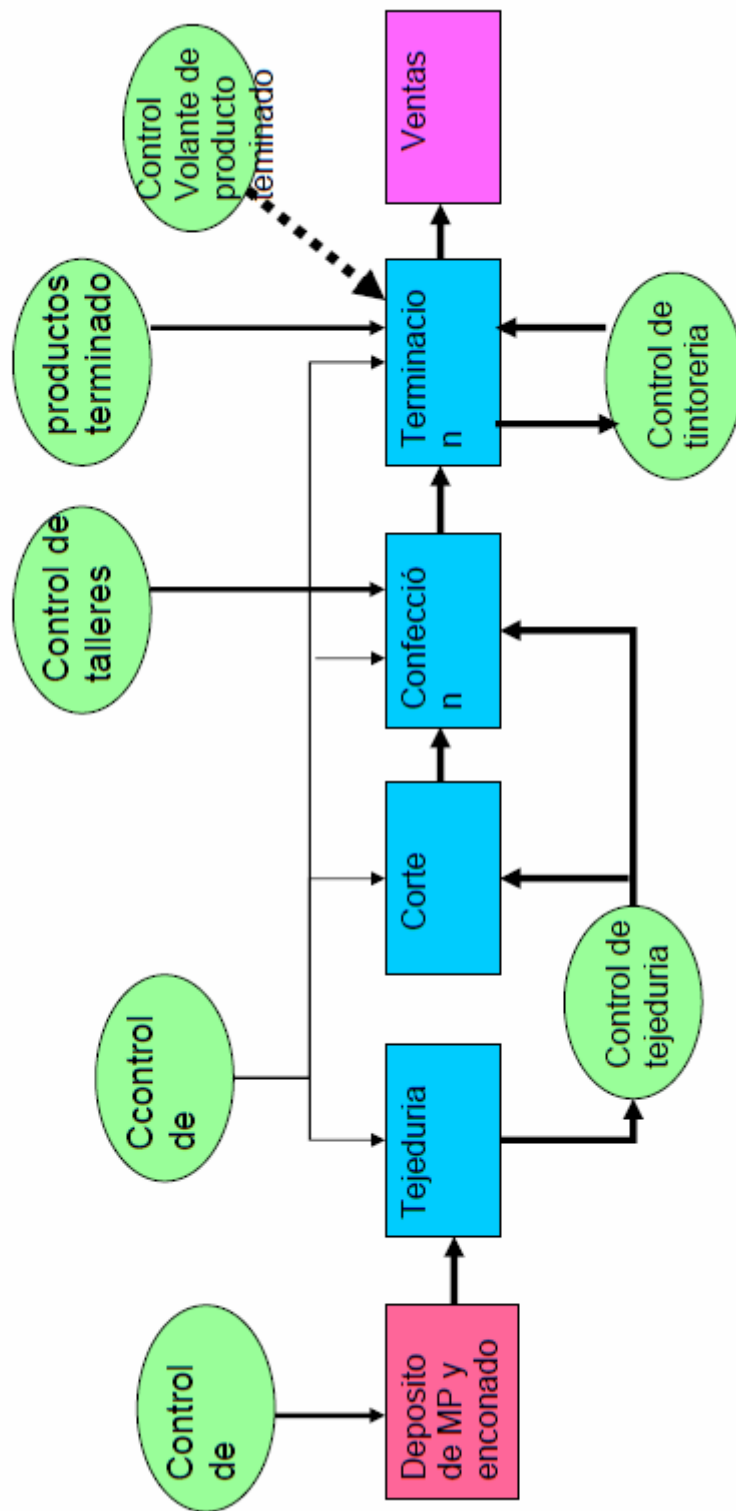 Control
de
Ccontrol
de
Control de
talleres
productos
terminado
Control
Volante de
producto
teminado
Deposito
de MP y
enconado
Tejeduria
Corte
Confecció
n
Terminacio
n
Ventas
Control de
tejeduria
Control de
tintoreria